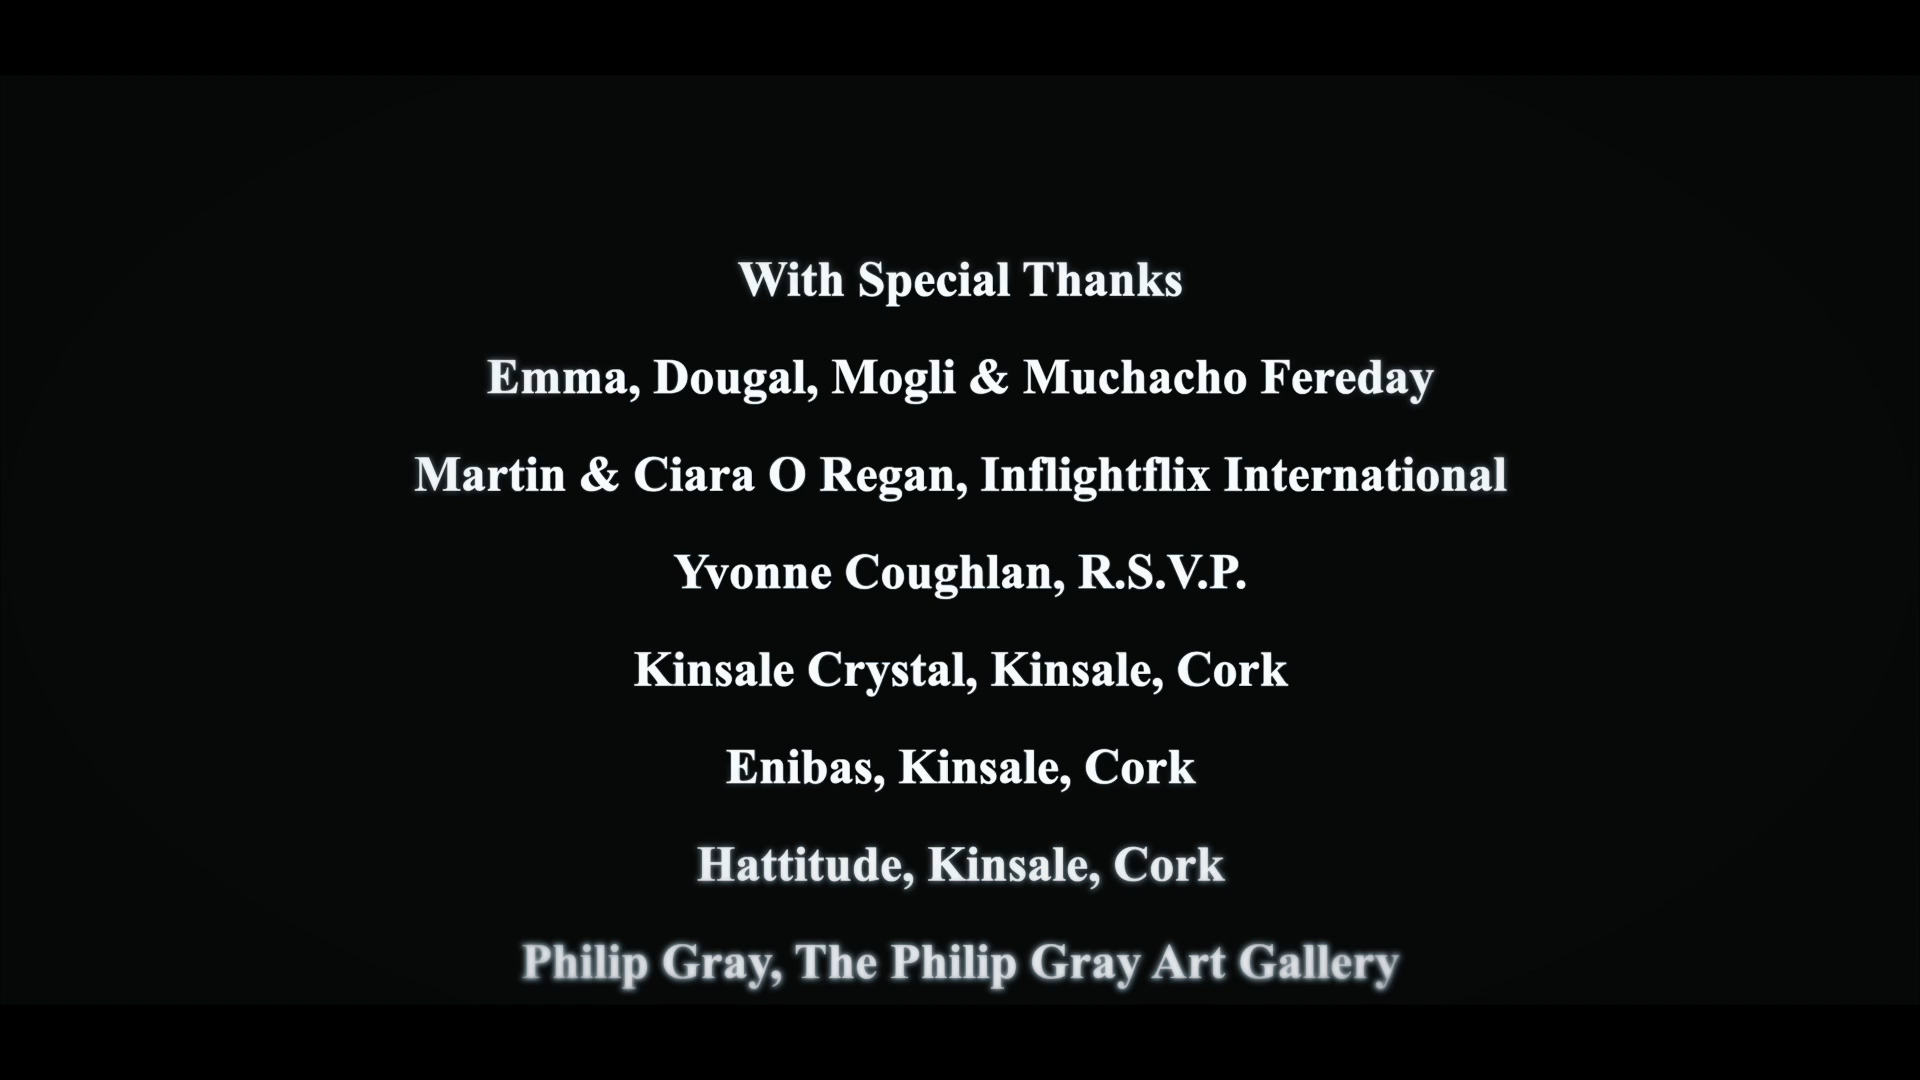 With Special Thanks
Emma, Dougal, Mogli & Muchacho Fereday
Martin & Ciara O Regan, Inflightflix International
Yvonne Coughlan, R.S.V.P.
Kinsale Crystal, Kinsale, Cork
Enibas, Kinsale, Cork
Hattitude, Kinsale, Cork
Philip Gray, The Philip Gray Art Gallery